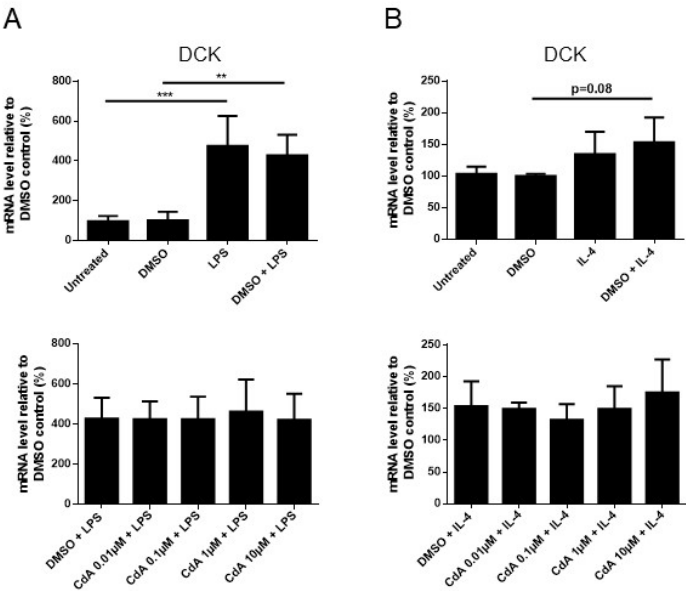 A
DCK
mRNA level relative to
DMSO control (%)
800
600
400
200
0
**
***
Untreated
DMSO
LPS
DMSO + LPS
B
DCK
mRNA level relative to
DMSO control (%)
250
200
150
100
50
0
p=0.08
Untreated
DMSO
IL-4
DMSO + IL-4
mRNA level relative to
DMSO control (%)
800
600
400
200
0
DMSO + LPS
CdA 0.01µM + LPS
CdA 0.1µM + LPS
CdA 1µM + LPS
CdA 10µM + LPS
mRNA level relative to
DMSO control (%)
250
200
150
100
50
0
DMSO + IL-4
CdA 0.01µM + IL-4
CdA 0.1µM + IL-4
CdA 1µM + IL-4
CdA 10µM + IL-4